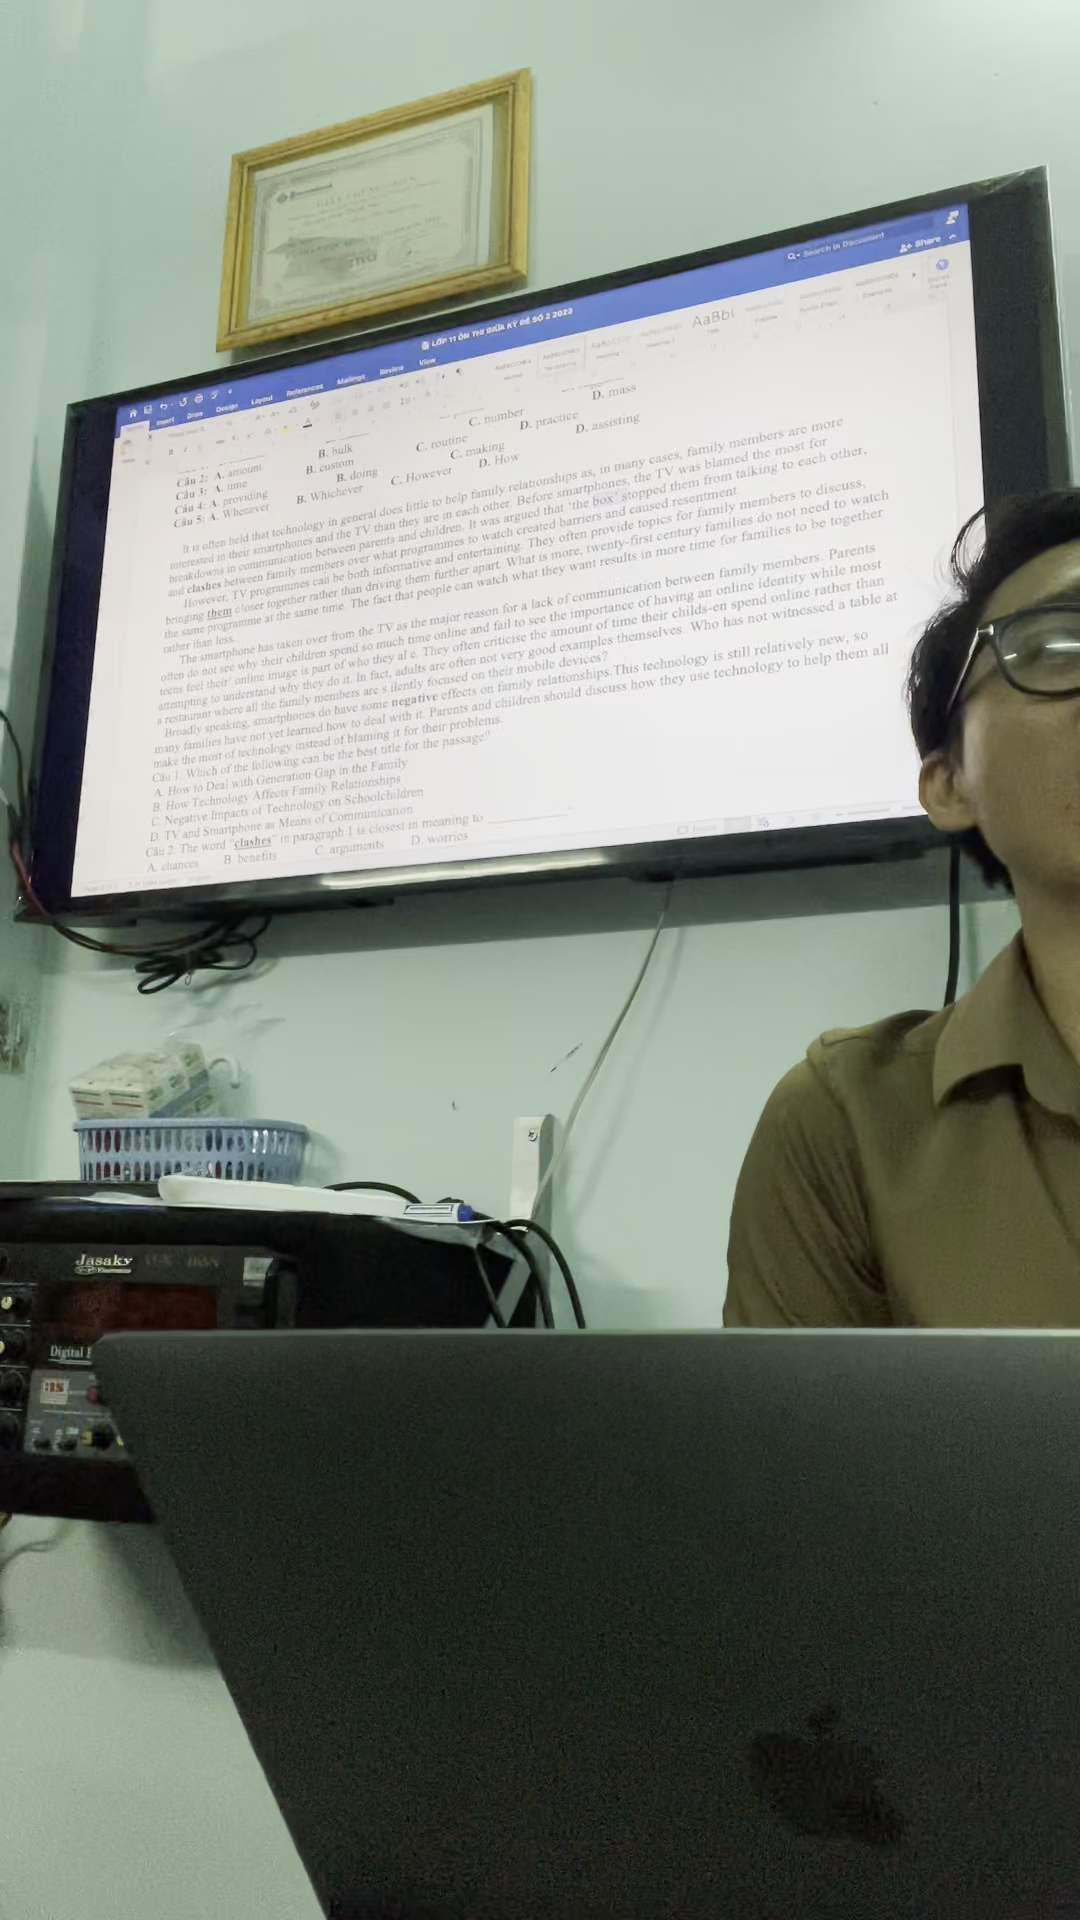 LỚP 11 ÔN THI GIỮA KỲ ĐỀ SỐ 2 2023
Search in Document
Share
Insert Draw Design Layout References Mailings Review View
AaBb(
Câu 2: A. amount B. bulk C. number D. mass
Câu 3: A. time B. custom C. routine D. practice
Câu 4: A. providing B. doing C. making D. assisting
Câu 5: A. Whenever B. Whichever C. However D. How
It is often held that technology in general does little to help family relationships as, in many cases, family members are more
interested in their smartphones and the TV than they are in each other. Before smartphones, the TV was blamed the most for
breakdowns in communication between parents and children. It was argued that 'the box' stopped them from talking to each other,
and clashes between family members over what programmes to watch created barriers and caused resentment.
However, TV programmes can be both informative and entertaining. They often provide topics for family members to discuss,
bringing them closer together rather than driving them further apart. What is more, twenty-first century families do not need to watch
the same programme at the same time. The fact that people can watch what they want results in more time for families to be together
rather than less.
The smartphone has taken over from the TV as the major reason for a lack of communication between family members. Parents
often do not see why their children spend so much time online and fail to see the importance of having an online identity while most
teens feel their' online image is part of who they al e. They often criticise the amount of time their childs-en spend online rather than
attempting to understand why they do it. In fact, adults are often not very good examples themselves. Who has not witnessed a table at
a restaurant where all the family members are s ilently focused on their mobile devices?
Broadly speaking, smartphones do have some negative effects on family relationships.This technology is still relatively new, so
many families have not yet learned how to deal with it. Parents and children should discuss how they use technology to help them all
make the most of technology instead of blaming it for their problems.
Câu 1: Which of the following can be the best title for the passage?
A. How to Deal with Generation Gap in the Family
B. How Technology Affects Family Relationships
C. Negative Impacts of Technology on Schoolchildren
D. TV and Smartphone as Means of Communication
Câu 2: The word "clashes" in paragraph 1 is closest in meaning to
A. chances B. benefits C. arguments D. worries
Jasaky
Digital